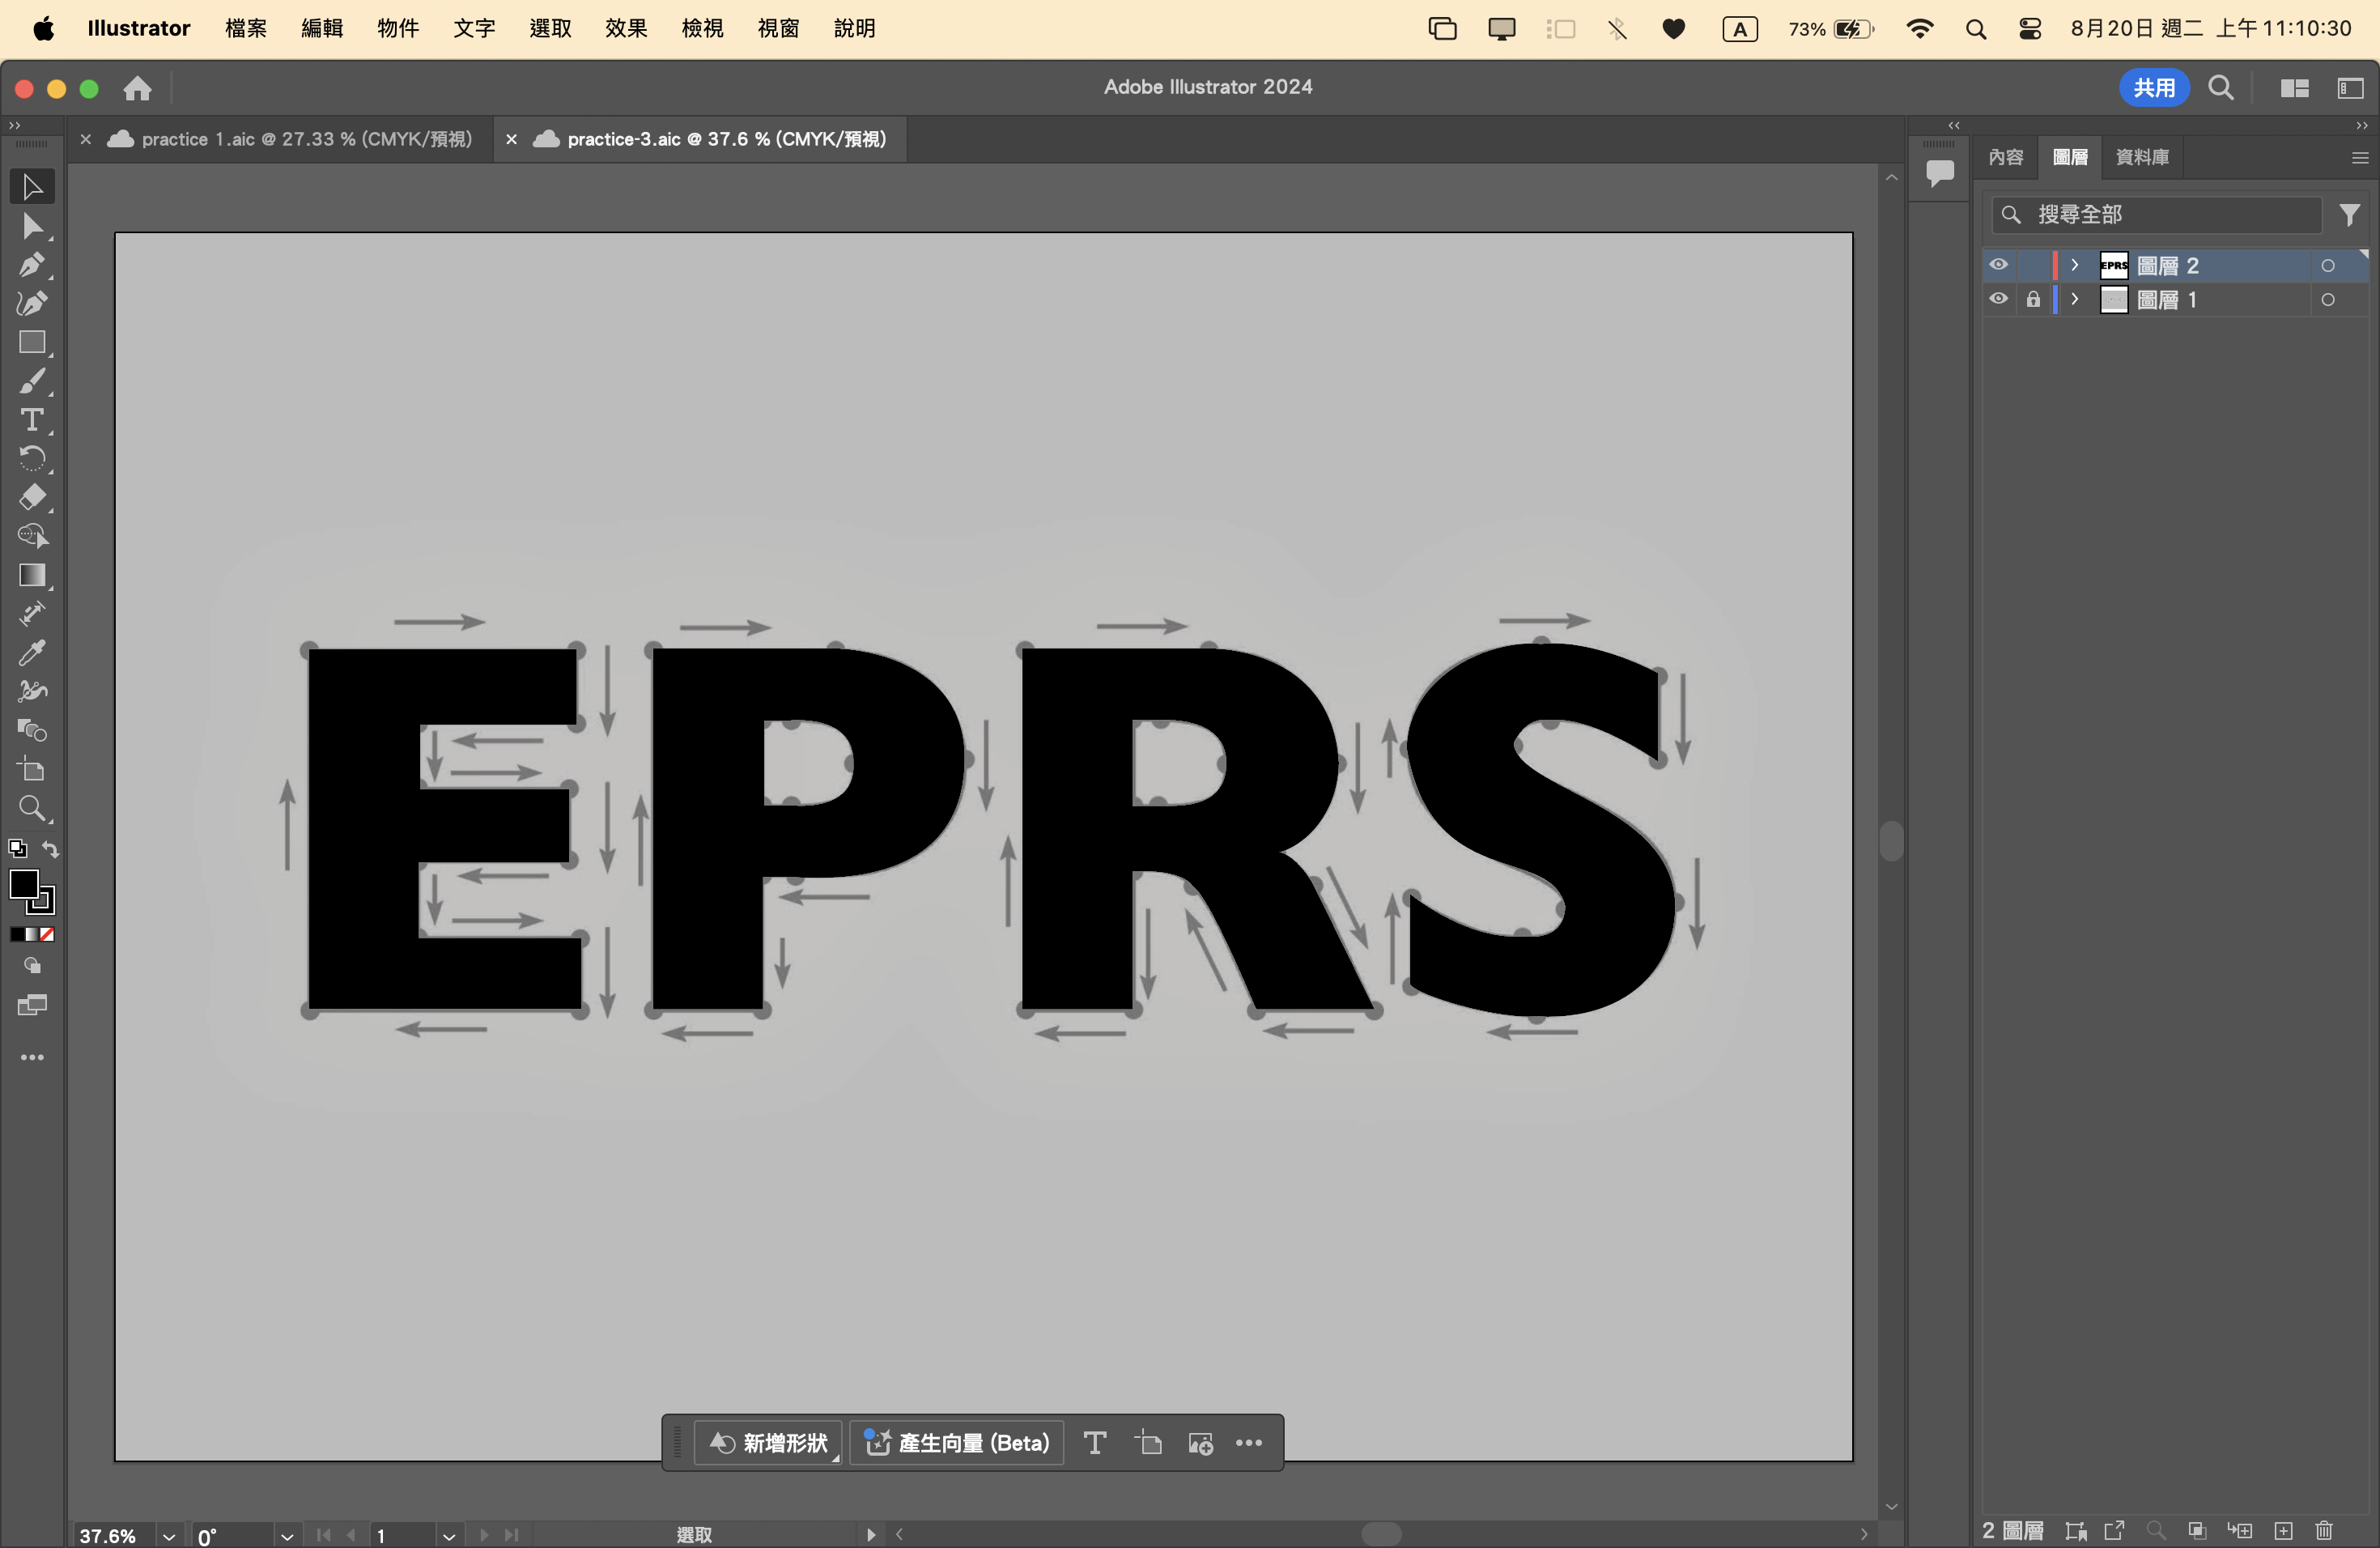 Illustrator 檔案 編輯 物件 文字 選取 效果 檢視 視窗 說明 A 73% 8月20日 週二 上午 11:10:30
Adobe Illustrator 2024 共用
practice 1.aic @ 27.33 % (CMYK/預視) practice-3.aic @ 37.6 % (CMYK/預視)
內容 圖層 資料庫
搜尋全部
EPRS 圖層 2
圖層 1
EPRS
新增形狀 產生向量 (Beta)
37.6% 0° 1 選取 2 圖層